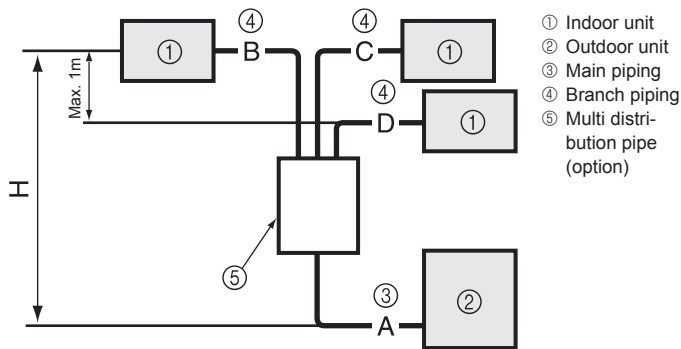 ④
④
①
B
C
①
Max. 1m
④
D
①
H
⑤
③
A
②
① Indoor unit
② Outdoor unit
③ Main piping
④ Branch piping
⑤ Multi distri-
bution pipe
(option)